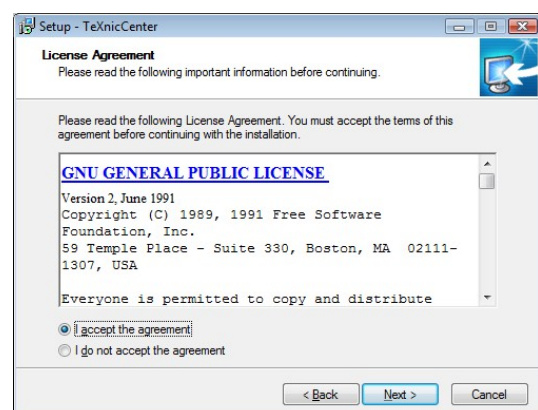 Setup - TeXnicCenter
License Agreement
Please read the following important information before continuing.
Please read the following License Agreement. You must accept the terms of this
agreement before continuing with the installation.
GNU GENERAL PUBLIC LICENSE
Version 2, June 1991
Copyright (C) 1989, 1991 Free Software
Foundation, Inc.
59 Temple Place - Suite 330, Boston, MA  02111-
1307, USA
Everyone is permitted to copy and distribute
I accept the agreement
I do not accept the agreement
< Back
Next >
Cancel